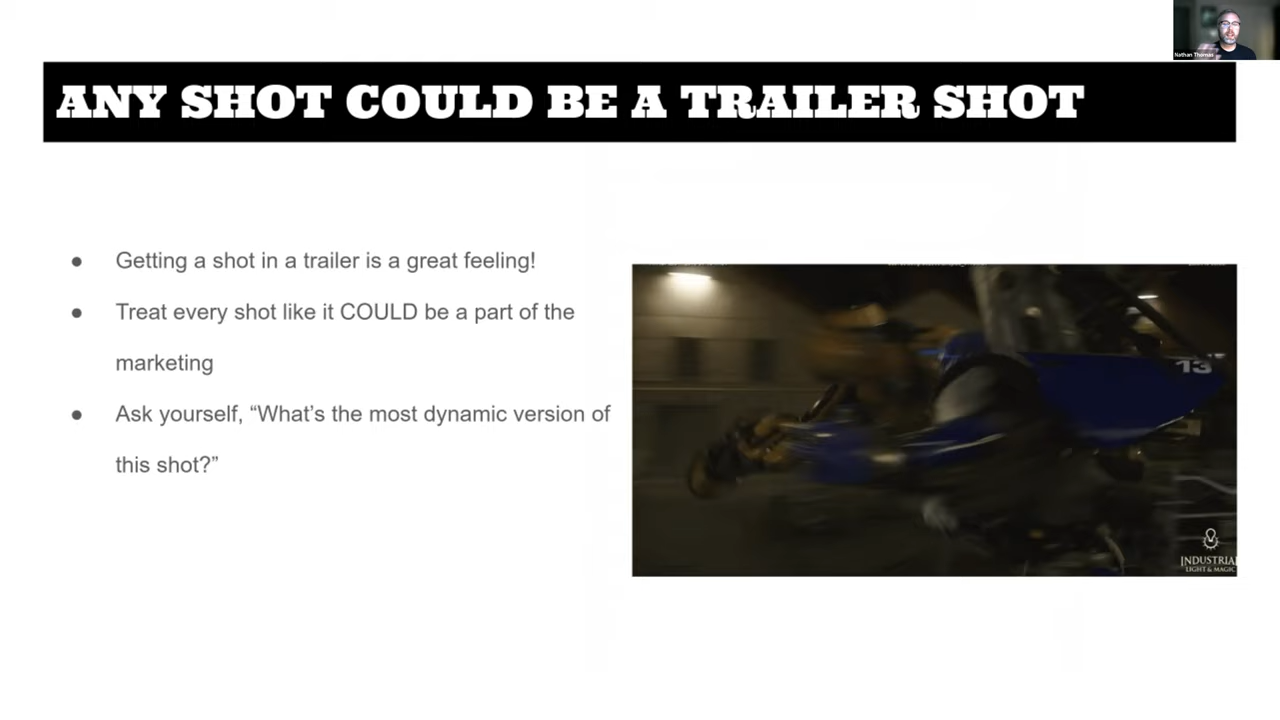 Nathan Thomas
ANY SHOT COULD BE A TRAILER SHOT
Getting a shot in a trailer is a great feeling!
Treat every shot like it COULD be a part of the
marketing
Ask yourself, “What’s the most dynamic version of
this shot?”
13
INDUSTRIAL
LIGHT & MAGIC